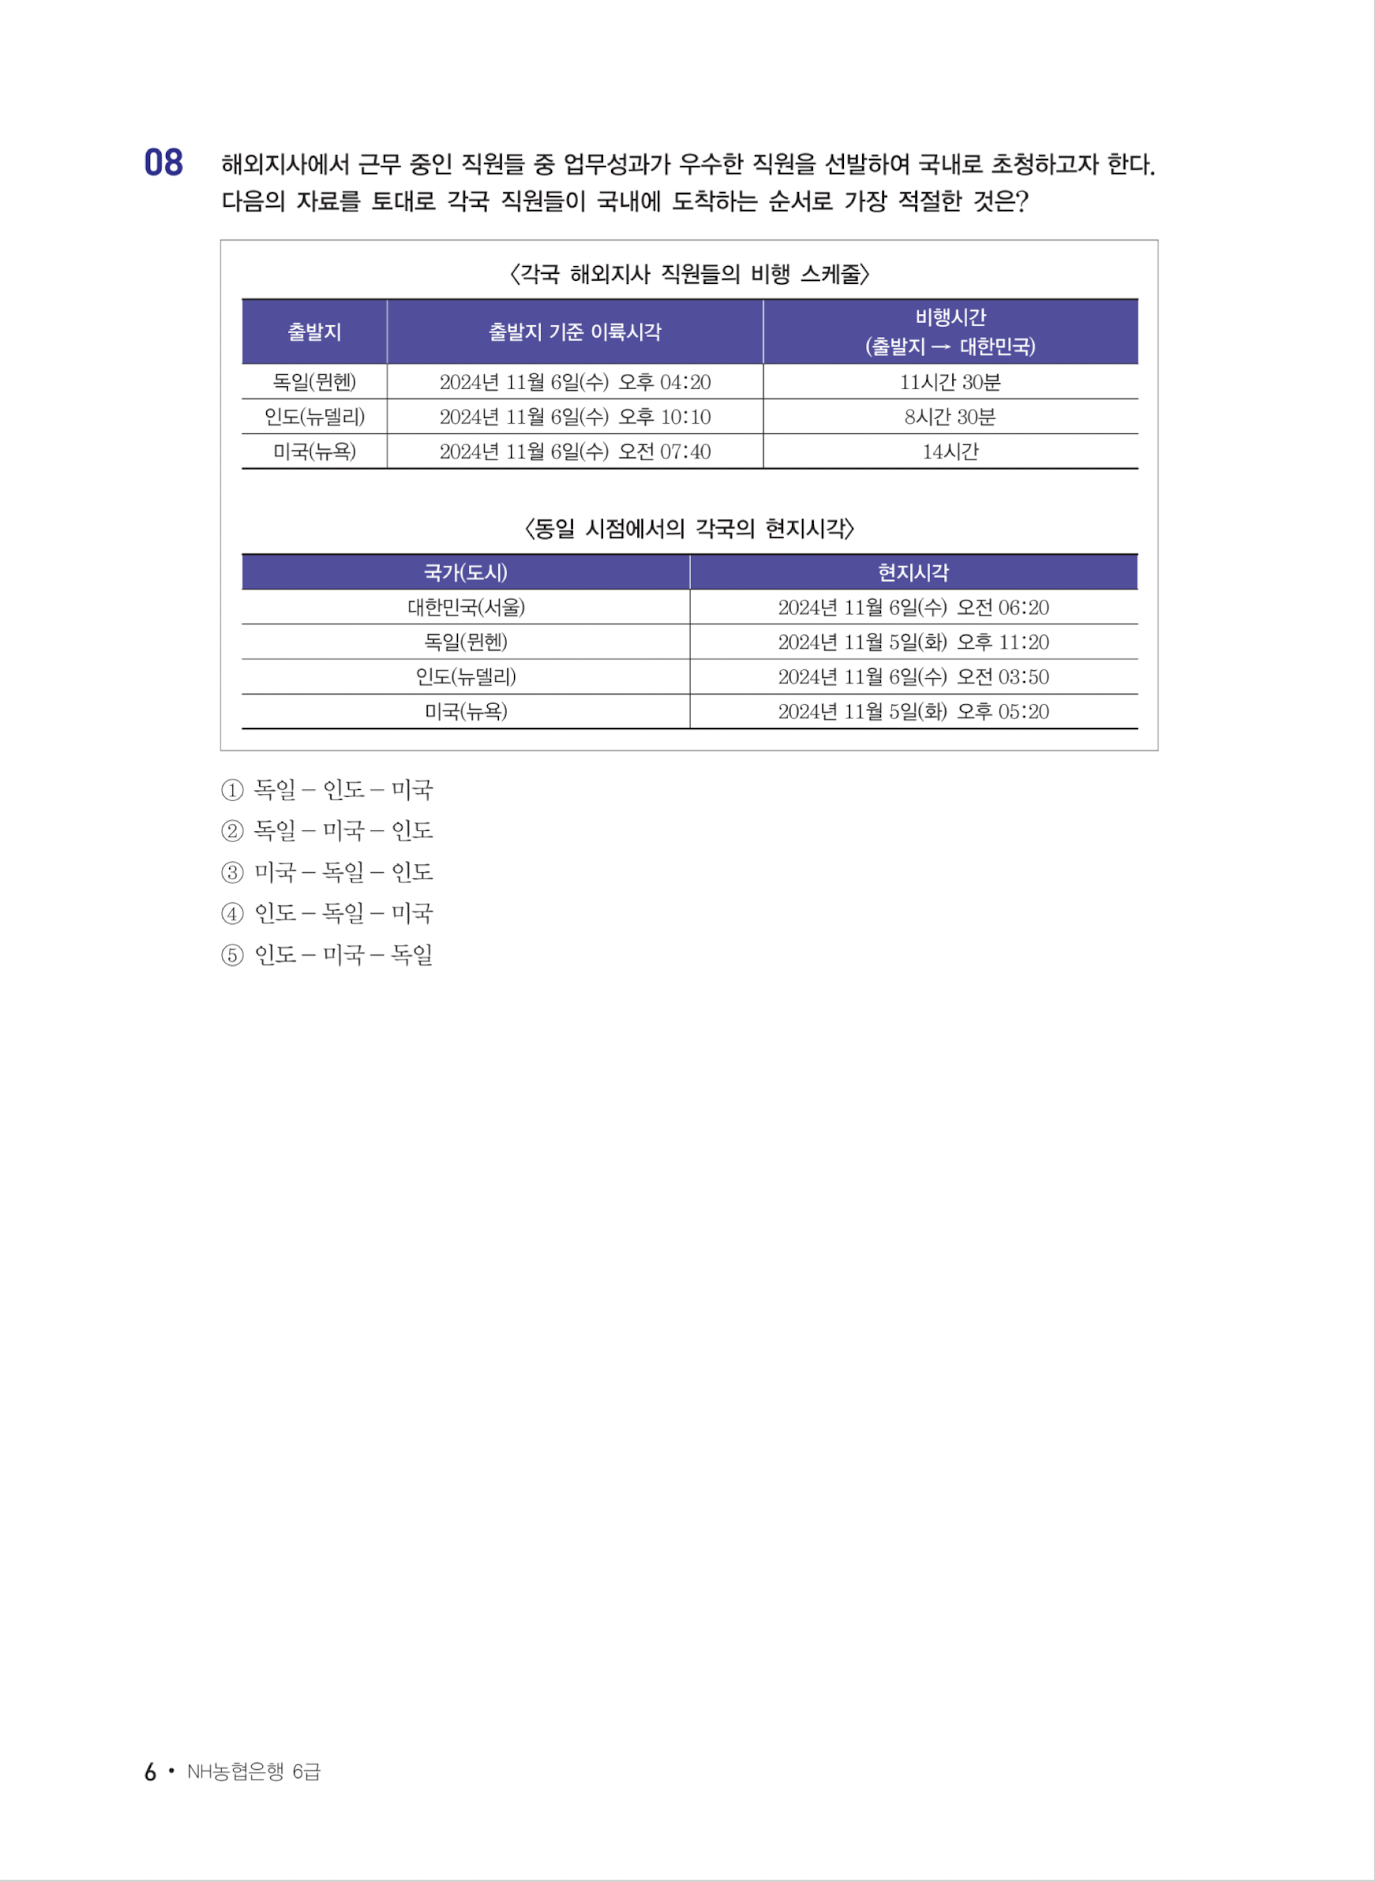 08
해외지사에서 근무 중인 직원들 중 업무성과가 우수한 직원을 선발하여 국내로 초청하고자 한다.
다음의 자료를 토대로 각국 직원들이 국내에 도착하는 순서로 가장 적절한 것은?
〈각국 해외지사 직원들의 비행 스케줄〉
출발지 출발지 기준 이륙시각 비행시간
(출발지 → 대한민국)
독일(뮌헨) 2024년 11월 6일(수) 오후 04:20 11시간 30분
인도(뉴델리) 2024년 11월 6일(수) 오후 10:10 8시간 30분
미국(뉴욕) 2024년 11월 6일(수) 오전 07:40 14시간
〈동일 시점에서의 각국의 현지시각〉
국가(도시) 현지시각
대한민국(서울) 2024년 11월 6일(수) 오전 06:20
독일(뮌헨) 2024년 11월 5일(화) 오후 11:20
인도(뉴델리) 2024년 11월 6일(수) 오전 03:50
미국(뉴욕) 2024년 11월 5일(화) 오후 05:20
① 독일 – 인도 – 미국
② 독일 – 미국 – 인도
③ 미국 – 독일 – 인도
④ 인도 – 독일 – 미국
⑤ 인도 – 미국 – 독일
6 • NH농협은행 6급